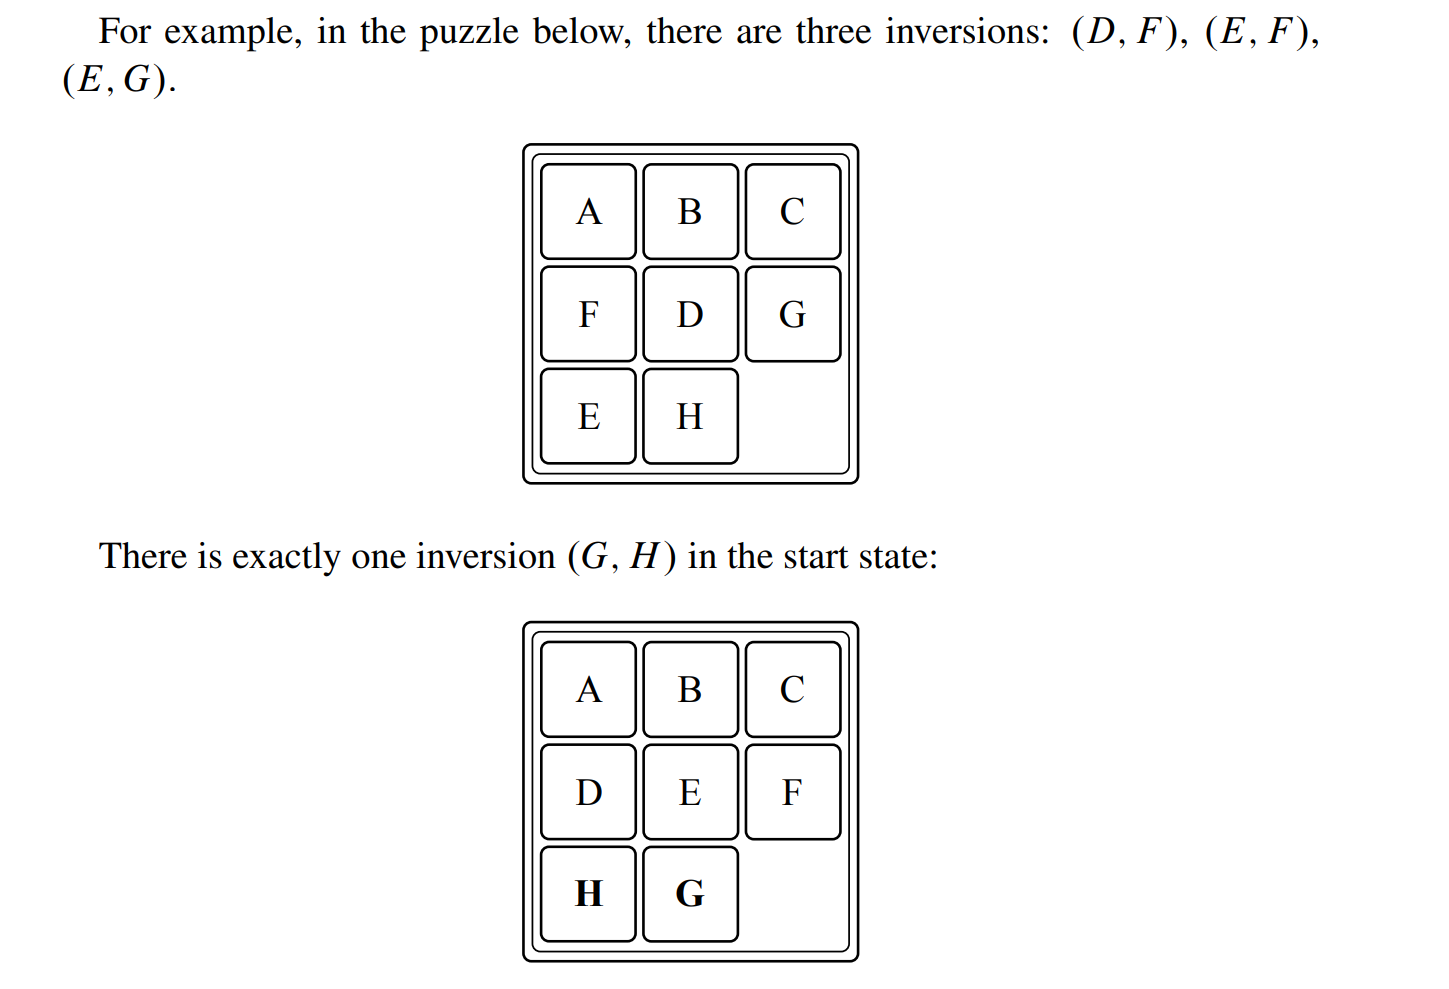 For example, in the puzzle below, there are three inversions: (D, F), (E, F),
(E, G).
A B C
F D G
E H
There is exactly one inversion (G, H) in the start state:
A B C
D E F
H G